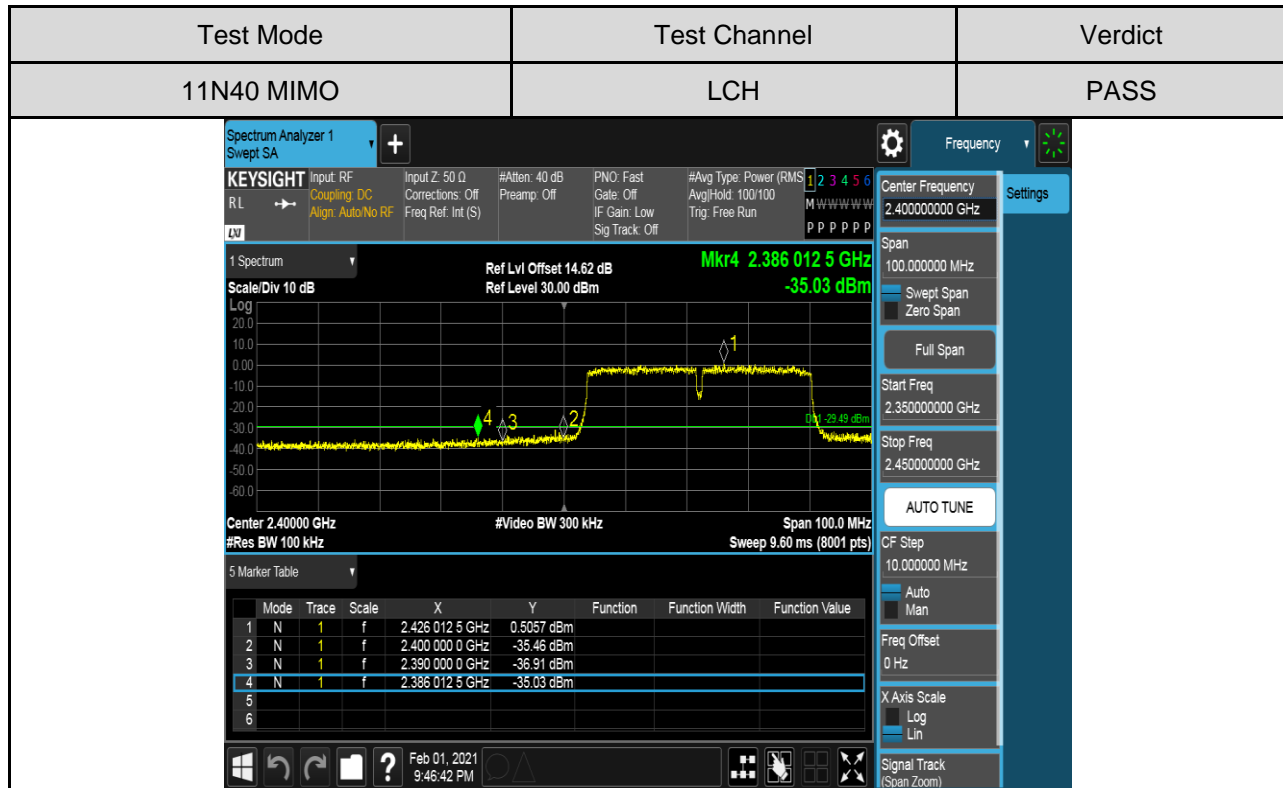 Test Mode Test Channel Verdict
11N40 MIMO LCH PASS
Spectrum Analyzer 1
Swept SA
+
Frequency
KEYSIGHT
RL
LXI
Input: RF
Coupling: DC
Align: Auto/No RF
Input Z: 50 Ω
Corrections: Off
Freq Ref: Int (S)
#Atten: 40 dB
Preamp: Off
PNO: Fast
Gate: Off
IF Gain: Low
Sig Track: Off
#Avg Type: Power (RMS
Avg|Hold: 100/100
Trig: Free Run
1 2 3 4 5 6
M W W W W W
P P P P P P
1 Spectrum
Scale/Div 10 dB
Ref Lvl Offset 14.62 dB
Ref Level 30.00 dBm
Mkr4 2.386 012 5 GHz
-35.03 dBm
Log
20.0
10.0
0.00
-10.0
-20.0
-30.0
-40.0
-50.0
-60.0
1
2
3
4
DL1 -29.49 dBm
Center 2.40000 GHz
#Res BW 100 kHz
#Video BW 300 kHz
Span 100.0 MHz
Sweep 9.60 ms (8001 pts)
5 Marker Table
Mode Trace Scale X Y Function Function Width Function Value
1 N 1 f 2.426 012 5 GHz 0.5057 dBm
2 N 1 f 2.400 000 0 GHz -35.46 dBm
3 N 1 f 2.390 000 0 GHz -36.91 dBm
4 N 1 f 2.386 012 5 GHz -35.03 dBm
5
6
?
Feb 01, 2021
9:46:42 PM
Center Frequency
2.400000000 GHz
Settings
Span
100.000000 MHz
Swept Span
Zero Span
Full Span
Start Freq
2.350000000 GHz
Stop Freq
2.450000000 GHz
AUTO TUNE
CF Step
10.000000 MHz
Auto
Man
Freq Offset
0 Hz
X Axis Scale
Log
Lin
Signal Track
(Span Zoom)